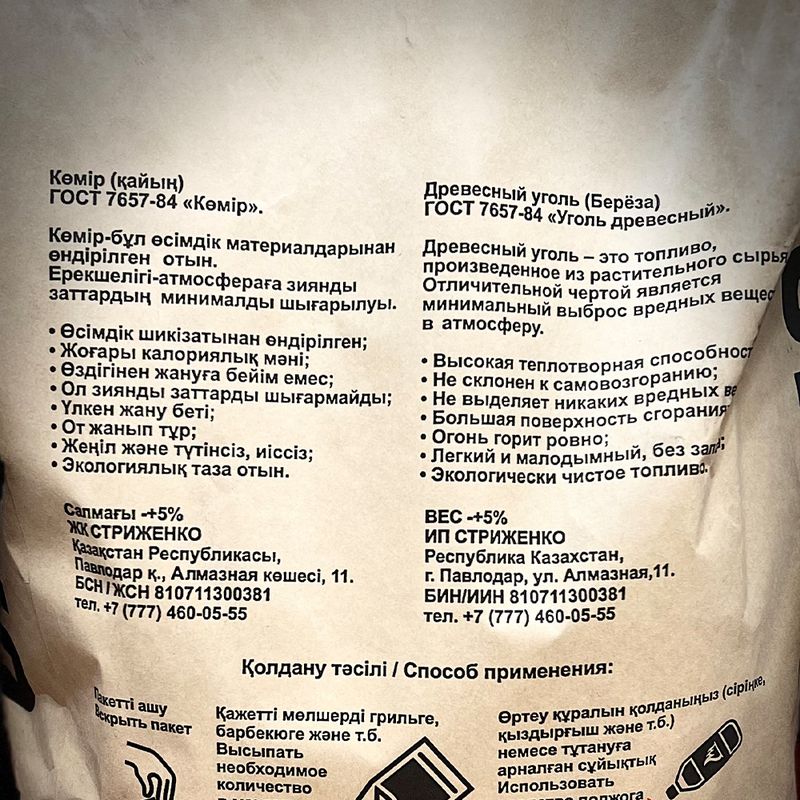 Көмір (қайың)
ГОСТ 7657-84 «Көмір».
Көмір-бұл өсімдік материалдарынан
өндірілген отын.
Ерекшелігі-атмосфераға зиянды
заттардың минималды шығарылуы.
• Өсімдік шикізатынан өндірілген;
• Жоғары калориялық мәні;
• Өздігінен жануға бейім емес;
• Ол зиянды заттарды шығармайды;
• Үлкен жану беті;
• От жанып тұр;
• Жеңіл және түтінсіз, иіссіз;
• Экологиялық таза отын.
Салмағы -+5%
ЖК СТРИЖЕНКО
Қазақстан Республикасы,
Павлодар қ., Алмазная көшесі, 11.
БСН / ЖСН 810711300381
тел. +7 (777) 460-05-55
Древесный уголь (Берёза)
ГОСТ 7657-84 «Уголь древесный».
Древесный уголь – это топливо,
произведенное из растительного сырья
Отличительной чертой является
минимальный выброс вредных вещес
в атмосферу.
• Высокая теплотворная способност
• Не склонен к самовозгоранию;
• Не выделяет никаких вредных ве
• Большая поверхность сгорания
• Огонь горит ровно;
• Легкий и малодымный, без
• Экологически чистое топливо.
ВЕС -+5%
ИП СТРИЖЕНКО
Республика Казахстан,
г. Павлодар, ул. Алмазная,11.
БИН/ИИН 810711300381
тел. +7 (777) 460-05-55
Қолдану тәсілі / Способ применения:
Пакетті ашу
Вскрыть пакет
Қажетті мөлшерді грильге,
барбекюге және т.б.
Высыпать
необходимое
количество
Өртеу құралын қолданыңыз (сіріңке,
қыздырғыш және т.б.)
немесе тұтануға
арналған сұйықтық
Использовать